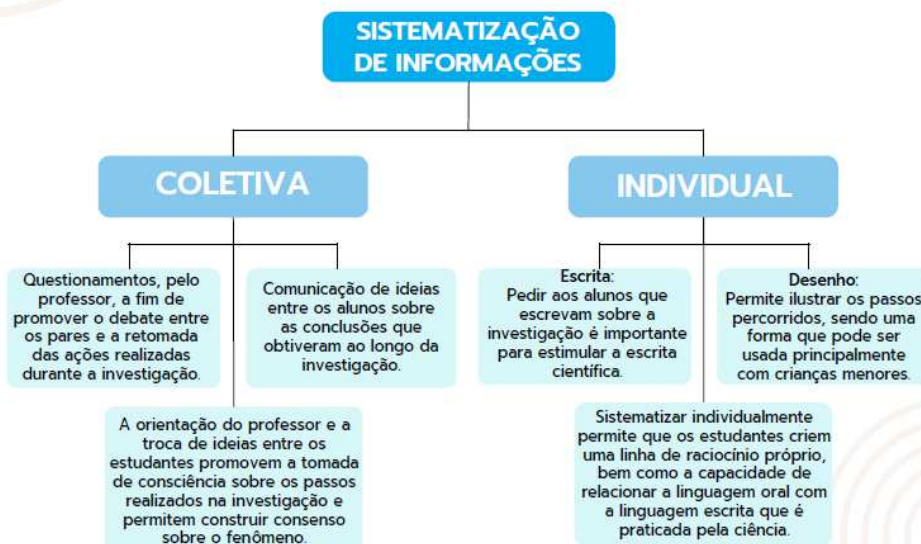 SISTEMATIZAÇÃO
DE INFORMAÇÕES
COLETIVA
INDIVIDUAL
Questionamentos, pelo
professor, a fim de
promover o debate entre
os pares e a retomada
das ações realizadas
durante a investigação.
Comunicação de ideias
entre os alunos sobre
as conclusões que
obtiveram ao longo da
investigação.
Escrita:
Pedir aos alunos que
escrevam sobre a
investigação é importante
para estimular a escrita
científica.
Desenho:
Permite ilustrar os passos
percorridos, sendo uma
forma que pode ser
usada principalmente
com crianças menores.
A orientação do professor e a
troca de ideias entre os
estudantes promovem a tomada
de consciência sobre os passos
realizados na investigação e
permitem construir consenso
sobre o fenômeno.
Sistematizar individualmente
permite que os estudantes criem
uma linha de raciocínio próprio,
bem como a capacidade de
relacionar a linguagem oral com
a linguagem escrita que é
praticada pela ciência.